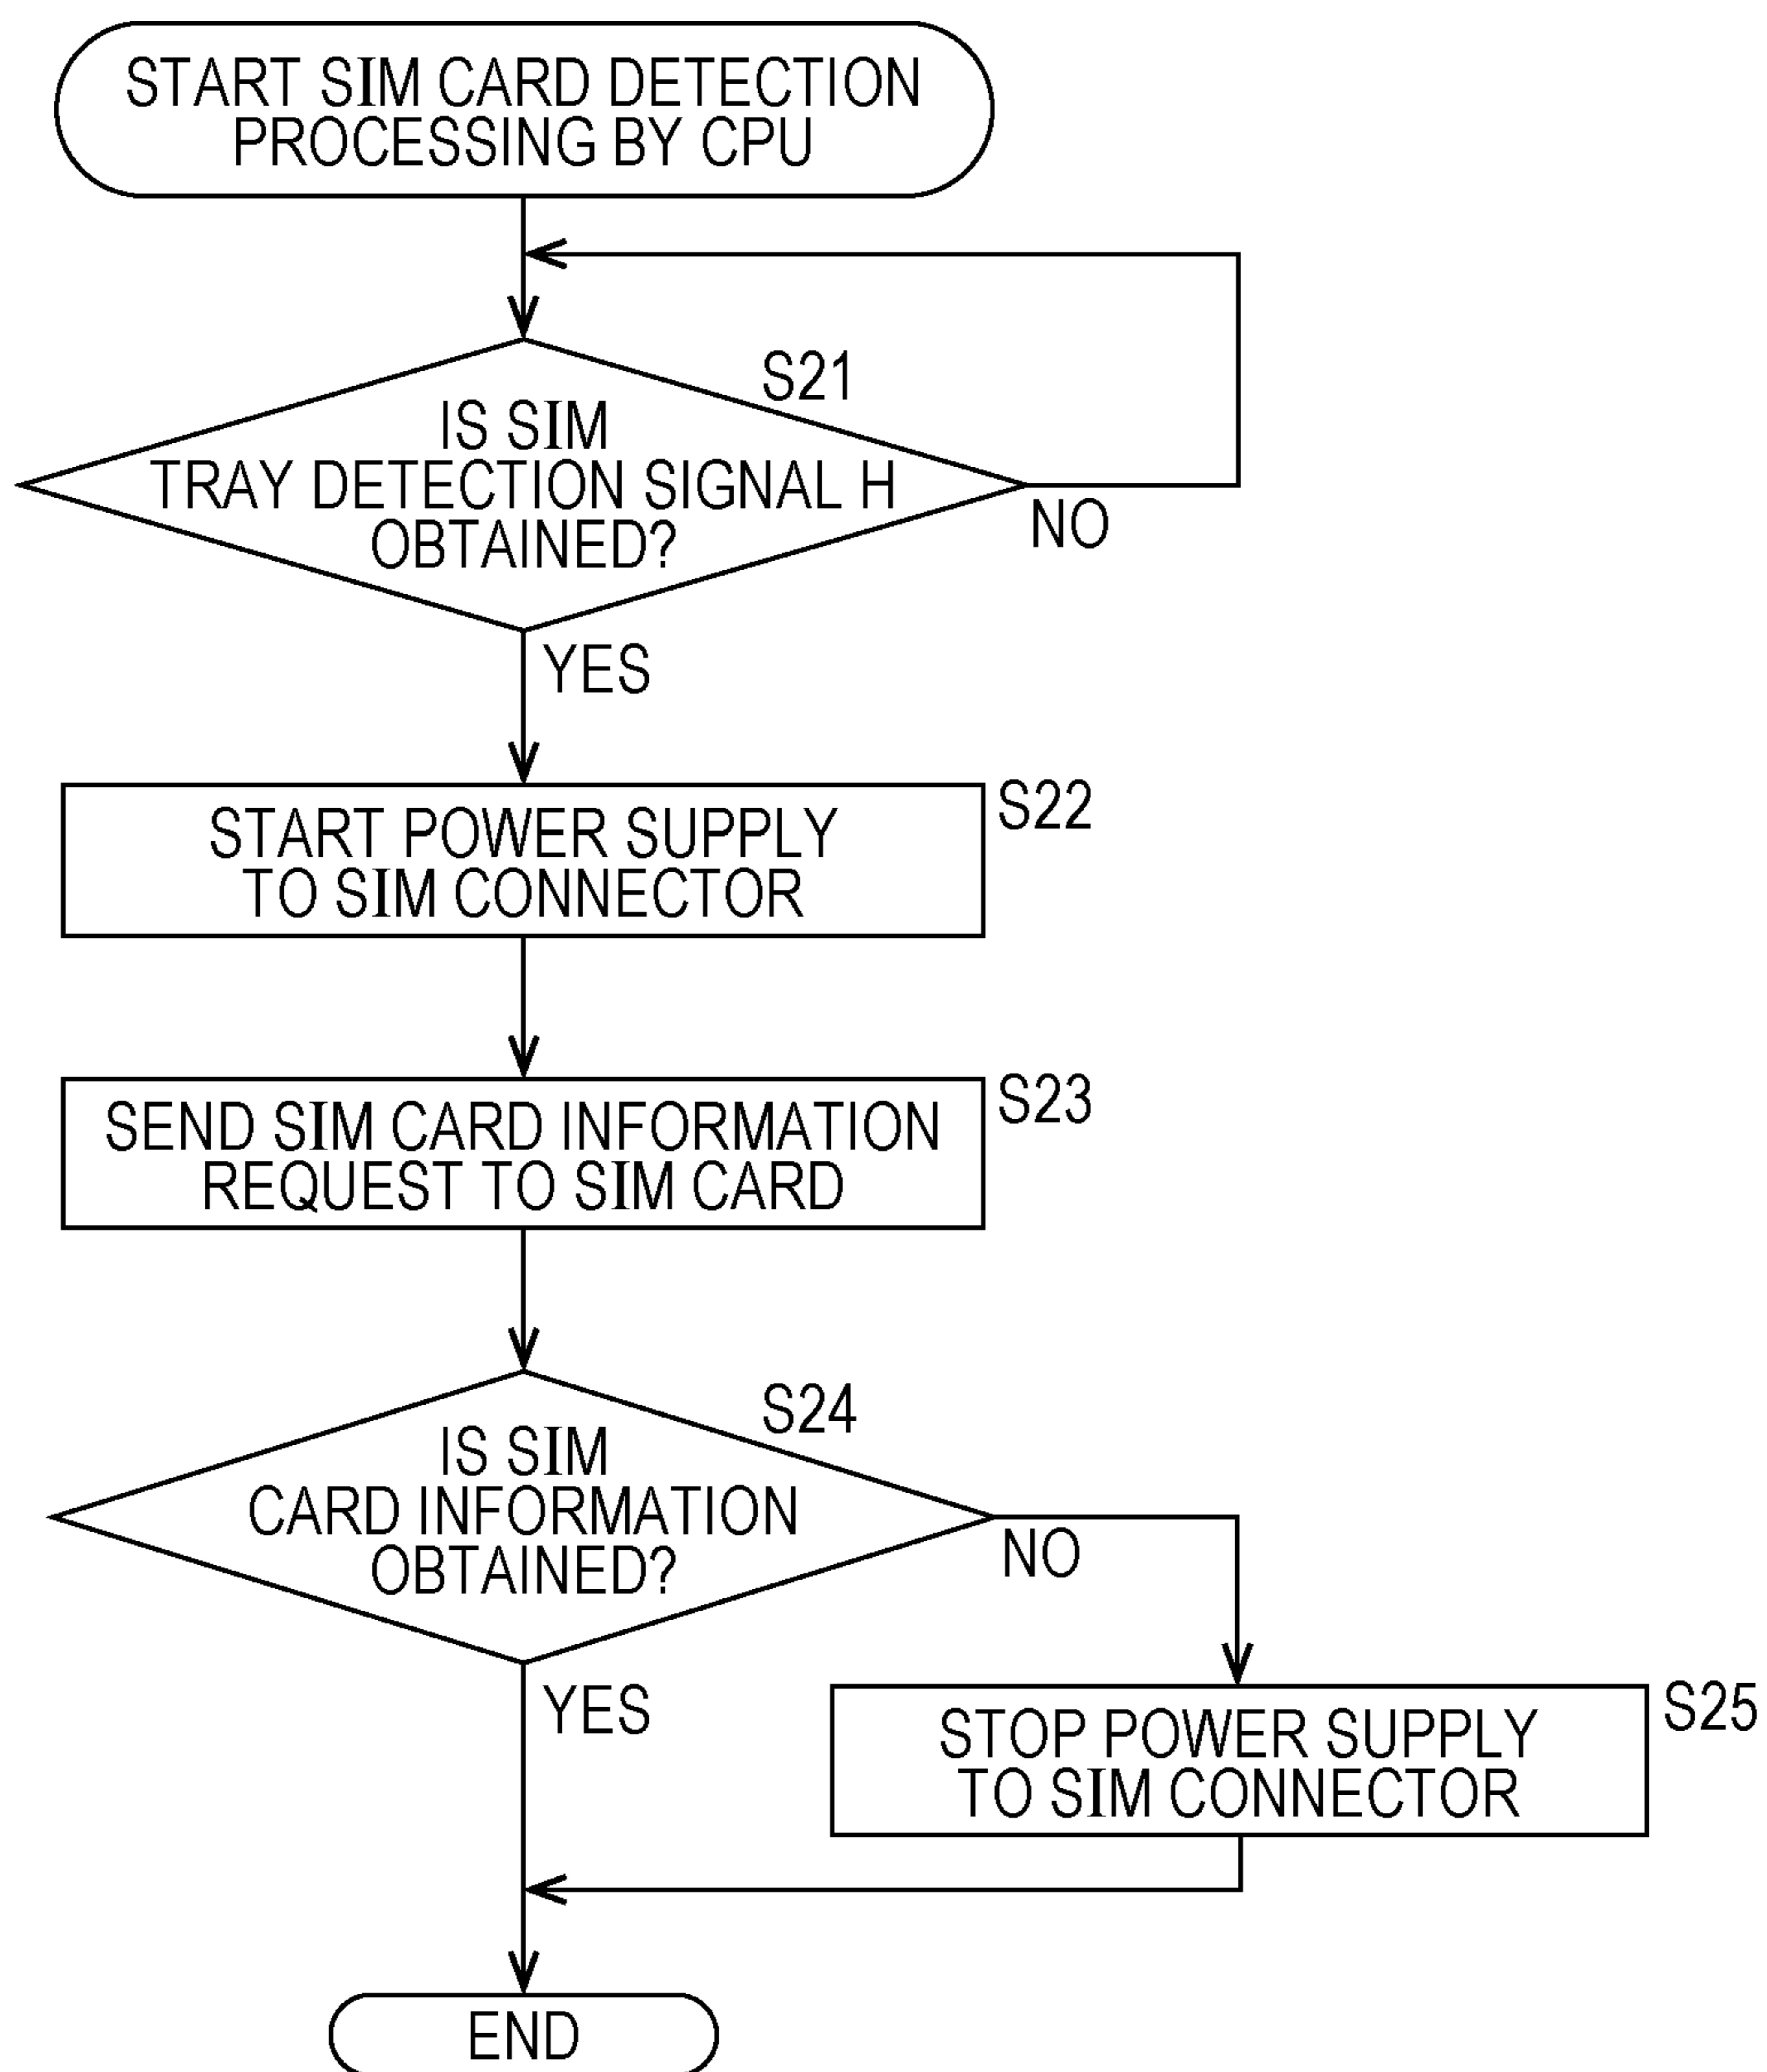 START SIM CARD DETECTION
PROCESSING BY CPU
S21
IS SIM
TRAY DETECTION SIGNAL H
OBTAINED?
NO
YES
S22
START POWER SUPPLY
TO SIM CONNECTOR
S23
SEND SIM CARD INFORMATION
REQUEST TO SIM CARD
S24
IS SIM
CARD INFORMATION
OBTAINED?
NO
YES
S25
STOP POWER SUPPLY
TO SIM CONNECTOR
END